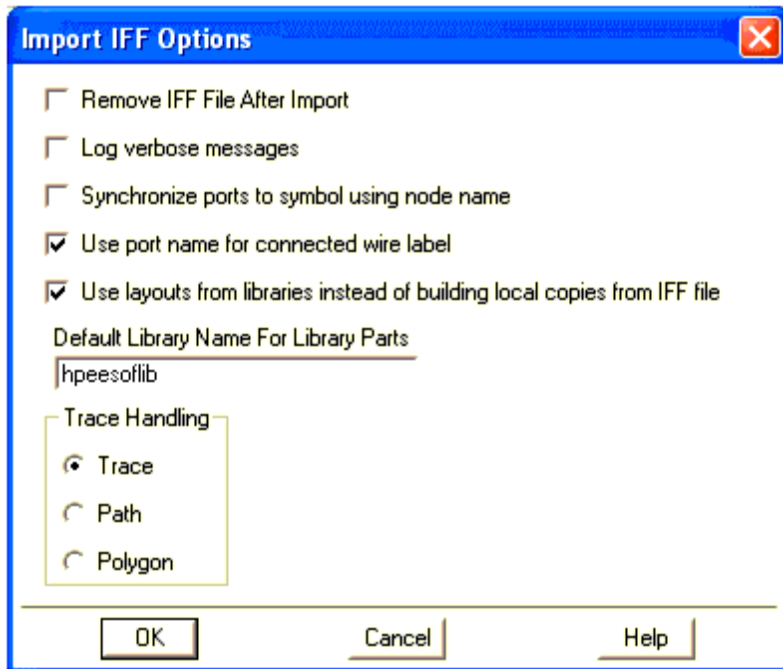 Import IFF Options
Remove IFF File After Import
Log verbose messages
Synchronize ports to symbol using node name
Use port name for connected wire label
Use layouts from libraries instead of building local copies from IFF file
Default Library Name For Library Parts
hpeesoflib
Trace Handling
Trace
Path
Polygon
OK Cancel Help